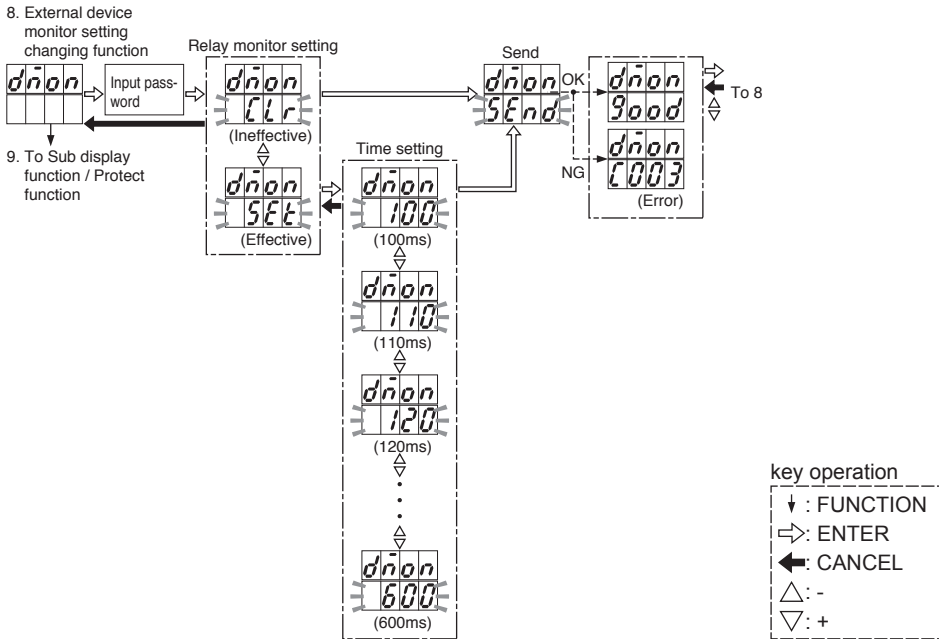 8. External device
monitor setting
changing function
dmon
Input pass-
word
9. To Sub display
function / Protect
function
Relay monitor setting
dmon
CLr
(Ineffective)
dmon
SEt
(Effective)
Time setting
dmon
100
(100ms)
dmon
110
(110ms)
dmon
120
(120ms)
dmon
600
(600ms)
Send
dmon
SEnd
OK
NG
dmon
good
dmon
C003
(Error)
To 8
key operation
: FUNCTION
: ENTER
: CANCEL
: -
: +